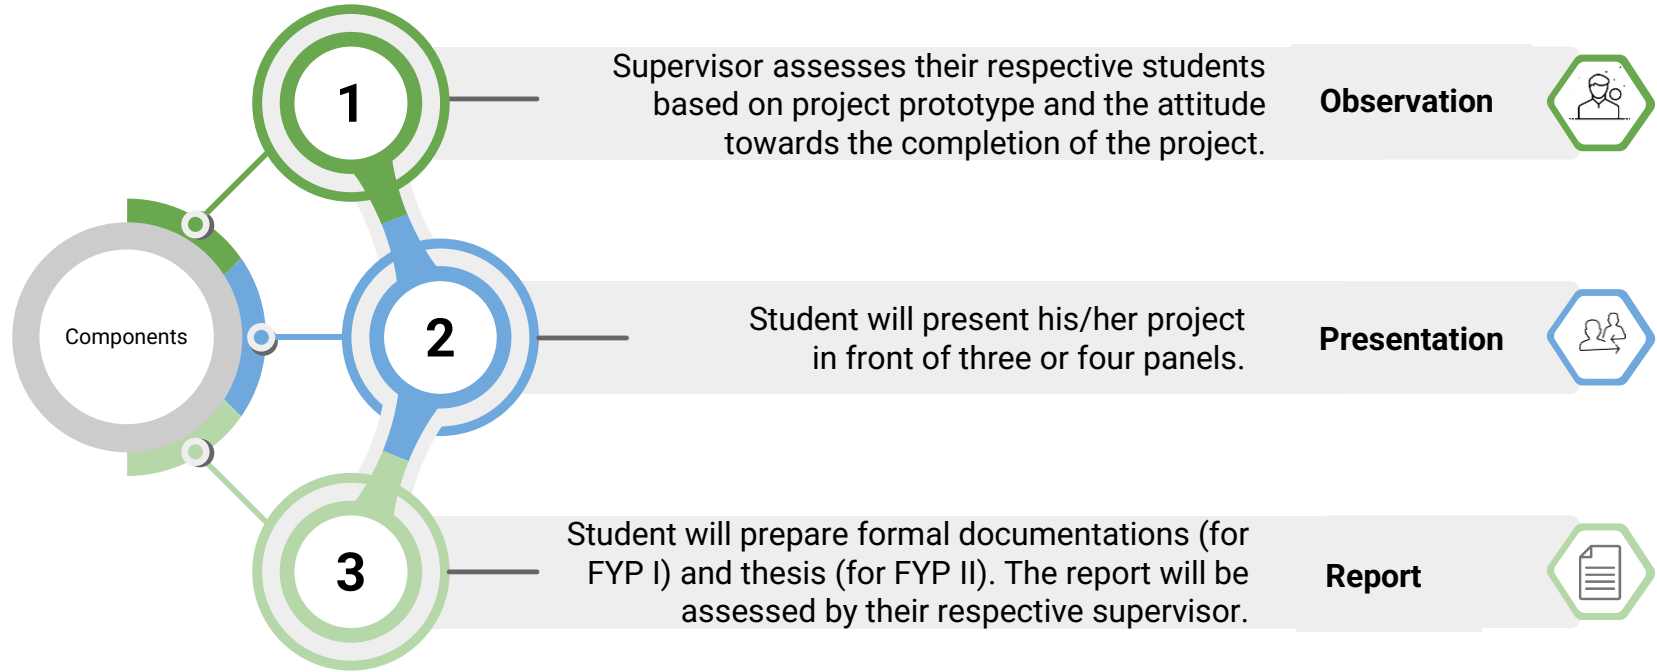 Components
1
Supervisor assesses their respective students
based on project prototype and the attitude
towards the completion of the project.
Observation
2
Student will present his/her project
in front of three or four panels.
Presentation
3
Student will prepare formal documentations (for
FYP I) and thesis (for FYP II). The report will be
assessed by their respective supervisor.
Report